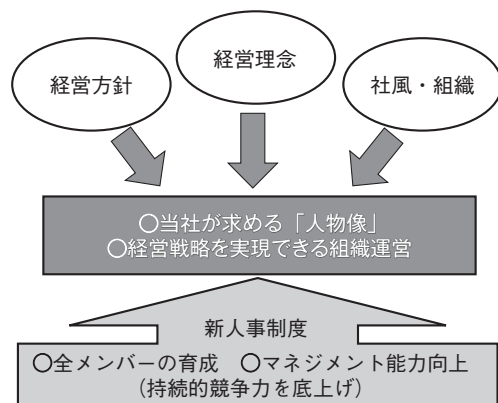 経営方針
経営理念
社風・組織
○当社が求める「人物像」
○経営戦略を実現できる組織運営
新人事制度
○全メンバーの育成　○マネジメント能力向上
（持続的競争力を底上げ）